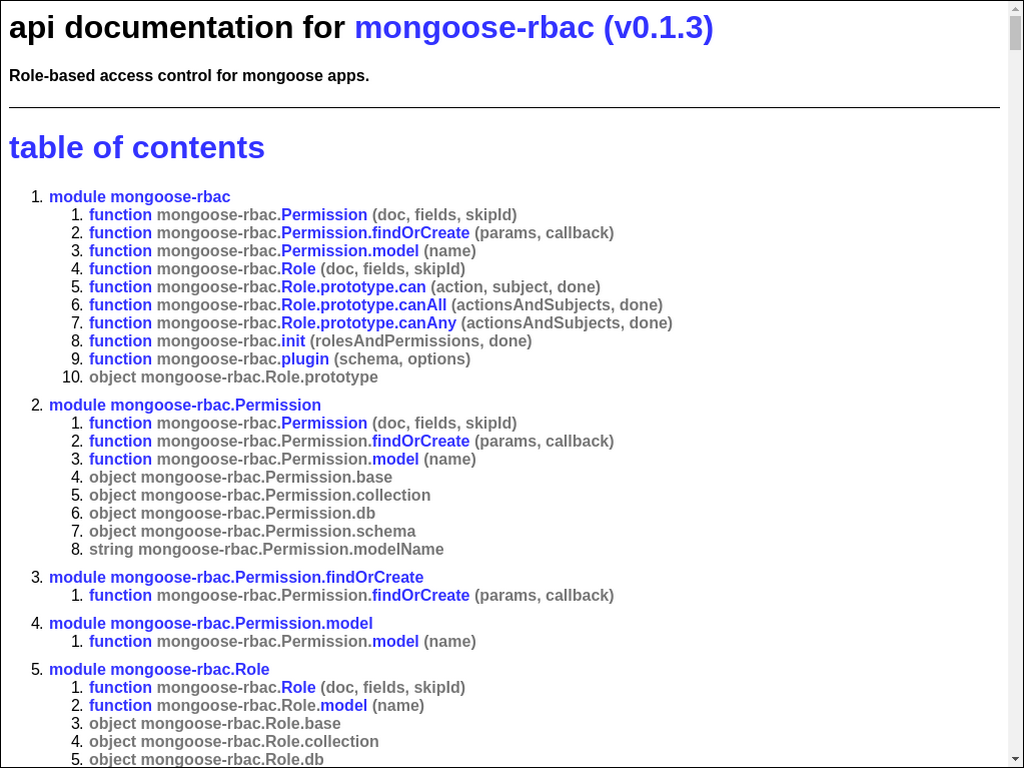 api documentation for mongoose-rbac (v0.1.3)
Role-based access control for mongoose apps.
table of contents
1. module mongoose-rbac
1. function mongoose-rbac.Permission (doc, fields, skipId)
2. function mongoose-rbac.Permission.findOrCreate (params, callback)
3. function mongoose-rbac.Permission.model (name)
4. function mongoose-rbac.Role (doc, fields, skipId)
5. function mongoose-rbac.Role.prototype.can (action, subject, done)
6. function mongoose-rbac.Role.prototype.canAll (actionsAndSubjects, done)
7. function mongoose-rbac.Role.prototype.canAny (actionsAndSubjects, done)
8. function mongoose-rbac.init (rolesAndPermissions, done)
9. function mongoose-rbac.plugin (schema, options)
10. object mongoose-rbac.Role.prototype
2. module mongoose-rbac.Permission
1. function mongoose-rbac.Permission (doc, fields, skipId)
2. function mongoose-rbac.Permission.findOrCreate (params, callback)
3. function mongoose-rbac.Permission.model (name)
4. object mongoose-rbac.Permission.base
5. object mongoose-rbac.Permission.collection
6. object mongoose-rbac.Permission.db
7. object mongoose-rbac.Permission.schema
8. string mongoose-rbac.Permission.modelName
3. module mongoose-rbac.Permission.findOrCreate
1. function mongoose-rbac.Permission.findOrCreate (params, callback)
4. module mongoose-rbac.Permission.model
1. function mongoose-rbac.Permission.model (name)
5. module mongoose-rbac.Role
1. function mongoose-rbac.Role (doc, fields, skipId)
2. function mongoose-rbac.Role.model (name)
3. object mongoose-rbac.Role.base
4. object mongoose-rbac.Role.collection
5. object mongoose-rbac.Role.db